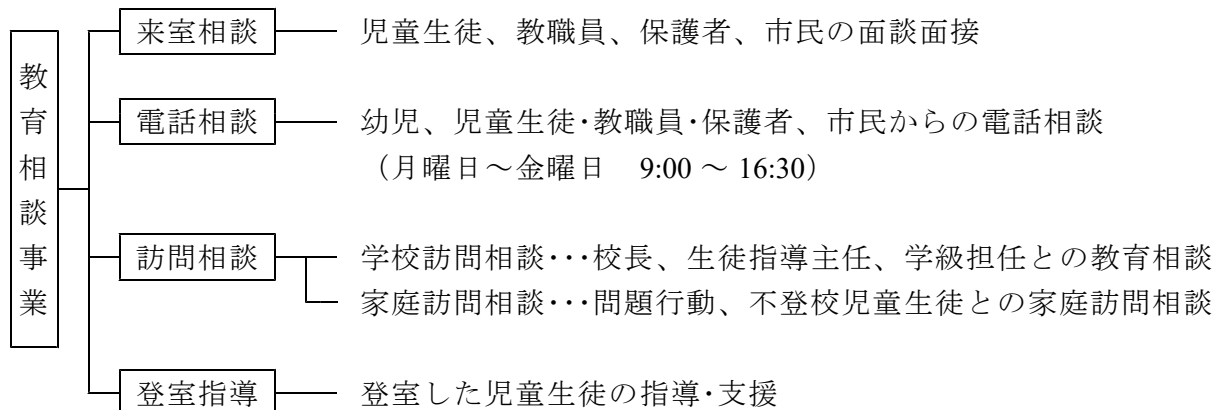 教育相談事業
来室相談 児童生徒、教職員、保護者、市民の面談面接
電話相談 幼児、児童生徒・教職員・保護者、市民からの電話相談
（月曜日～金曜日 9:00 ～ 16:30）
訪問相談 学校訪問相談･･･校長、生徒指導主任、学級担任との教育相談
家庭訪問相談･･･問題行動、不登校児童生徒との家庭訪問相談
登室指導 登室した児童生徒の指導・支援